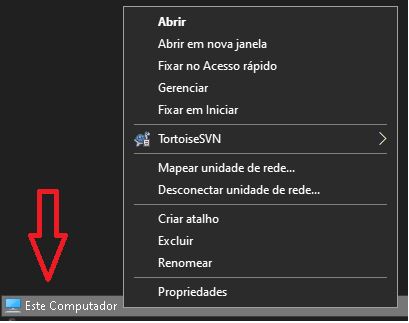 Abrir
Abrir em nova janela
Fixar no Acesso rápido
Gerenciar
Fixar em Iniciar
TortoiseSVN
Mapear unidade de rede...
Desconectar unidade de rede...
Criar atalho
Excluir
Renomear
Propriedades
Este Computador